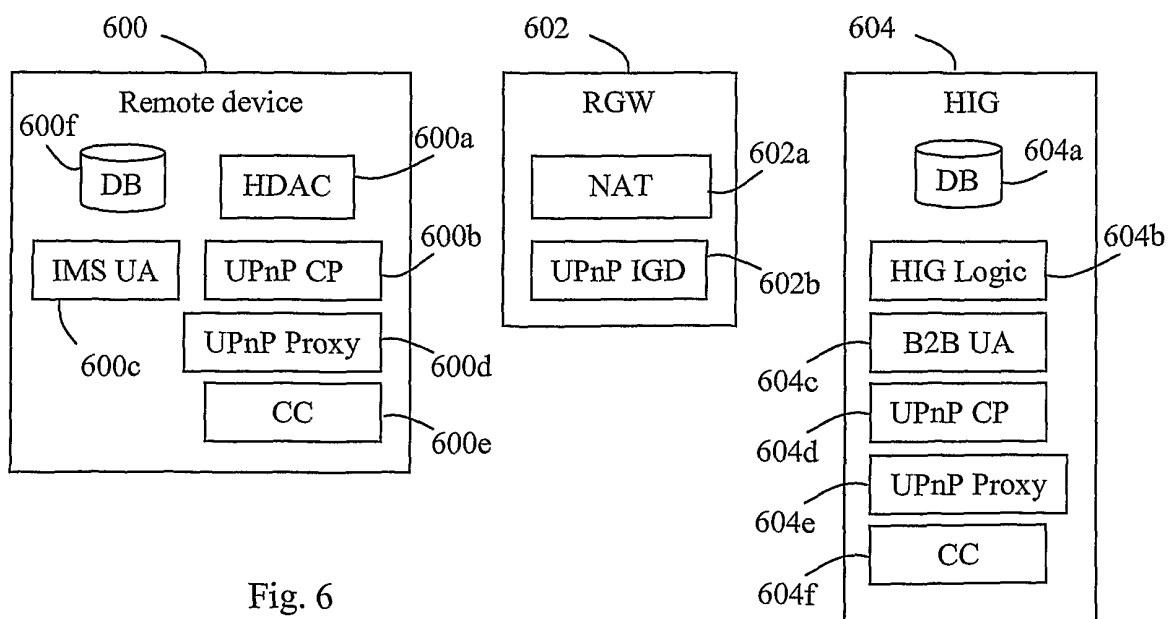 600
602
604
Remote device
600f
DB
HDAC
600a
IMS UA
600c
UPnP CP
600b
UPnP Proxy
600d
CC
600e
RGW
NAT
602a
UPnP IGD
602b
HIG
DB
604a
HIG Logic
604b
B2B UA
604c
UPnP CP
604d
UPnP Proxy
604e
CC
604f
Fig. 6